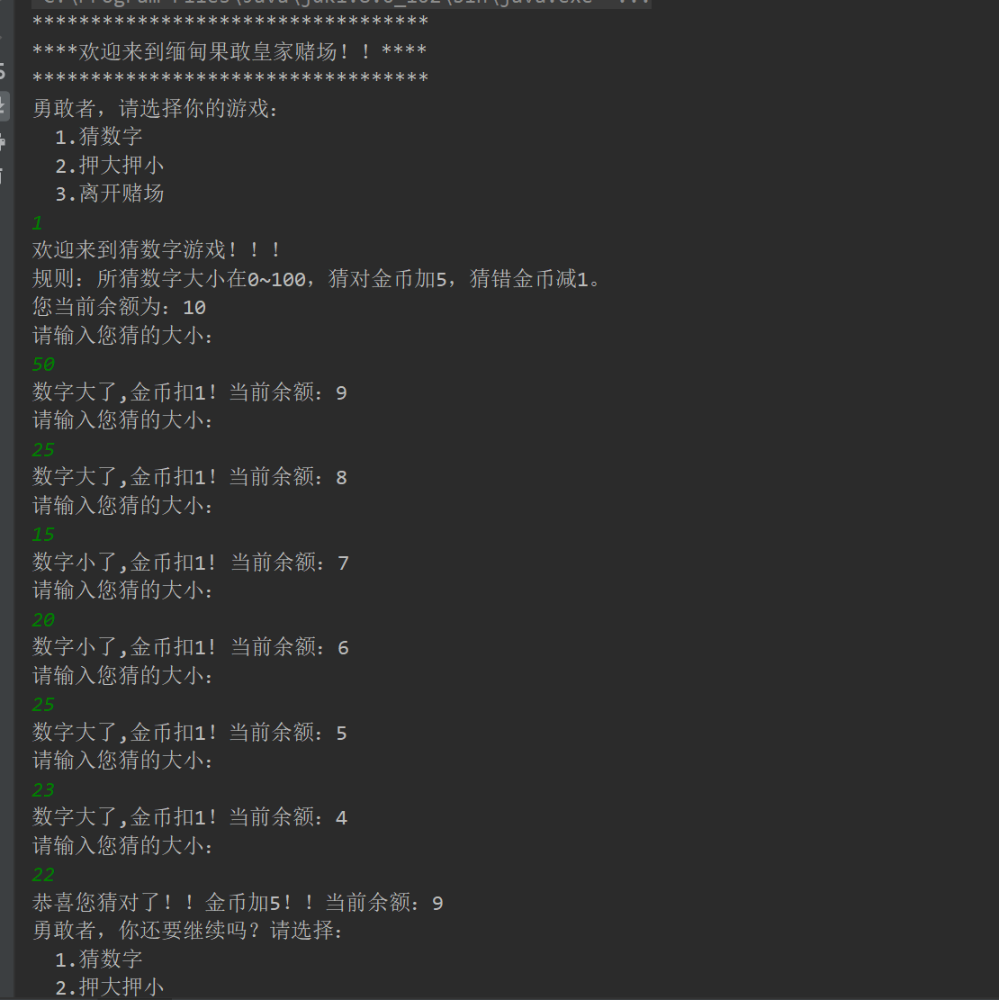 **********************************
****欢迎来到缅甸果敢皇家赌场！！****
**********************************
勇敢者，请选择你的游戏：
1.猜数字
2.押大押小
3.离开赌场
1
欢迎来到猜数字游戏！！！
规则：所猜数字大小在0~100，猜对金币加5，猜错金币减1。
您当前余额为：10
请输入您猜的大小：
50
数字大了,金币扣1！当前余额：9
请输入您猜的大小：
25
数字大了,金币扣1！当前余额：8
请输入您猜的大小：
15
数字小了,金币扣1！ 当前余额：7
请输入您猜的大小：
20
数字小了,金币扣1！ 当前余额：6
请输入您猜的大小：
25
数字大了,金币扣1！当前余额：5
请输入您猜的大小：
23
数字大了,金币扣1！当前余额：4
请输入您猜的大小：
22
恭喜您猜对了！！金币加5！！当前余额：9
勇敢者，你还要继续吗？请选择：
1.猜数字
2.押大押小